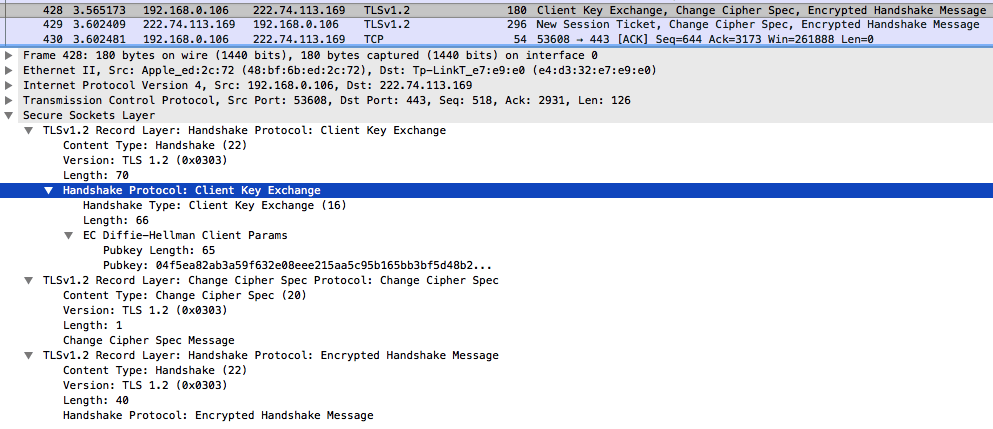 428 3.565173 192.168.0.106 222.74.113.169 TLSv1.2 180 Client Key Exchange, Change Cipher Spec, Encrypted Handshake Message
429 3.602409 222.74.113.169 192.168.0.106 TLSv1.2 296 New Session Ticket, Change Cipher Spec, Encrypted Handshake Message
430 3.602481 192.168.0.106 222.74.113.169 TCP 54 53608 → 443 [ACK] Seq=644 Ack=3173 Win=261888 Len=0
Frame 428: 180 bytes on wire (1440 bits), 180 bytes captured (1440 bits) on interface 0
Ethernet II, Src: Apple_ed:2c:72 (48:bf:6b:ed:2c:72), Dst: Tp-LinkT_e7:e9:e0 (e4:d3:32:e7:e9:e0)
Internet Protocol Version 4, Src: 192.168.0.106, Dst: 222.74.113.169
Transmission Control Protocol, Src Port: 53608, Dst Port: 443, Seq: 518, Ack: 2931, Len: 126
Secure Sockets Layer
TLSv1.2 Record Layer: Handshake Protocol: Client Key Exchange
Content Type: Handshake (22)
Version: TLS 1.2 (0x0303)
Length: 70
Handshake Protocol: Client Key Exchange
Handshake Type: Client Key Exchange (16)
Length: 66
EC Diffie-Hellman Client Params
Pubkey Length: 65
Pubkey: 04f5ea82ab3a59f632e08eee215aa5c95b165bb3bf5d48b2...
TLSv1.2 Record Layer: Change Cipher Spec Protocol: Change Cipher Spec
Content Type: Change Cipher Spec (20)
Version: TLS 1.2 (0x0303)
Length: 1
Change Cipher Spec Message
TLSv1.2 Record Layer: Handshake Protocol: Encrypted Handshake Message
Content Type: Handshake (22)
Version: TLS 1.2 (0x0303)
Length: 40
Handshake Protocol: Encrypted Handshake Message